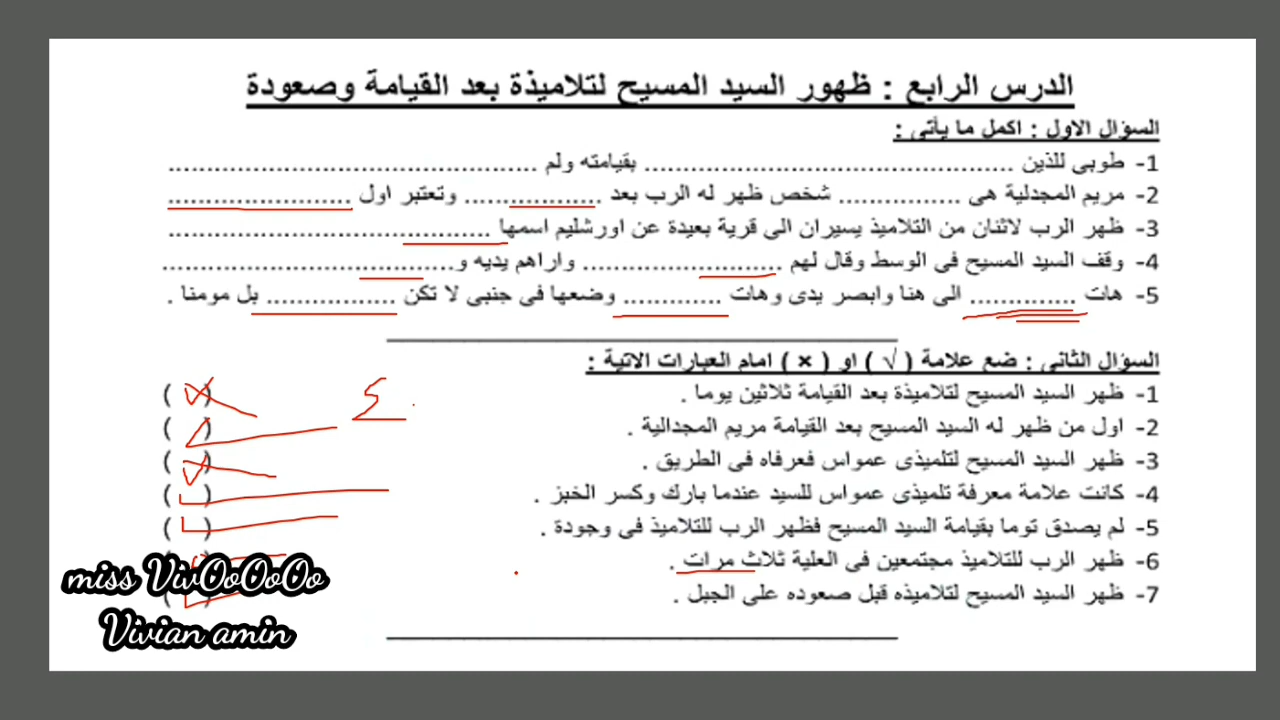 الدرس الرابع : ظهور السيد المسيح لتلاميذة بعد القيامة وصعودة
السؤال الاول : اكمل ما يأتى :
1- طوبى للذين ................................................ بقيامته ولم ................................................
2- مريم المجدلية هى ................ شخص ظهر له الرب بعد .................. وتعتبر اول ........................
3- ظهر الرب لاثنان من التلاميذ يسيران الى قرية بعيدة عن اورشليم اسمها ..........................................
4- وقف السيد المسيح فى الوسط وقال لهم .......................... واراهم يديه و......................................
5- هات .............. الى هنا وابصر يدى وهات ............. وضعها فى جنبى لا تكن ................. بل مومنا .
السؤال الثانى : ضع علامة ( √ ) او ( × ) امام العبارات الاتية :
1- ظهر السيد المسيح لتلاميذة بعد القيامة ثلاثين يوما . ( × )
2- اول من ظهر له السيد المسيح بعد القيامة مريم المجدالية . ( )
3- ظهر السيد المسيح لتلميذى عمواس فعرفاه فى الطريق . ( )
4- كانت علامة معرفة تلميذى عمواس للسيد عندما بارك وكسر الخبز . ( )
5- لم يصدق توما بقيامة السيد المسيح فظهر الرب للتلاميذ فى وجودة . ( )
6- ظهر الرب للتلاميذ مجتمعين فى العلية ثلاث مرات .
7- ظهر السيد المسيح لتلاميذه قبل صعوده على الجبل .
miss VivOoOoOo
Vivian amin